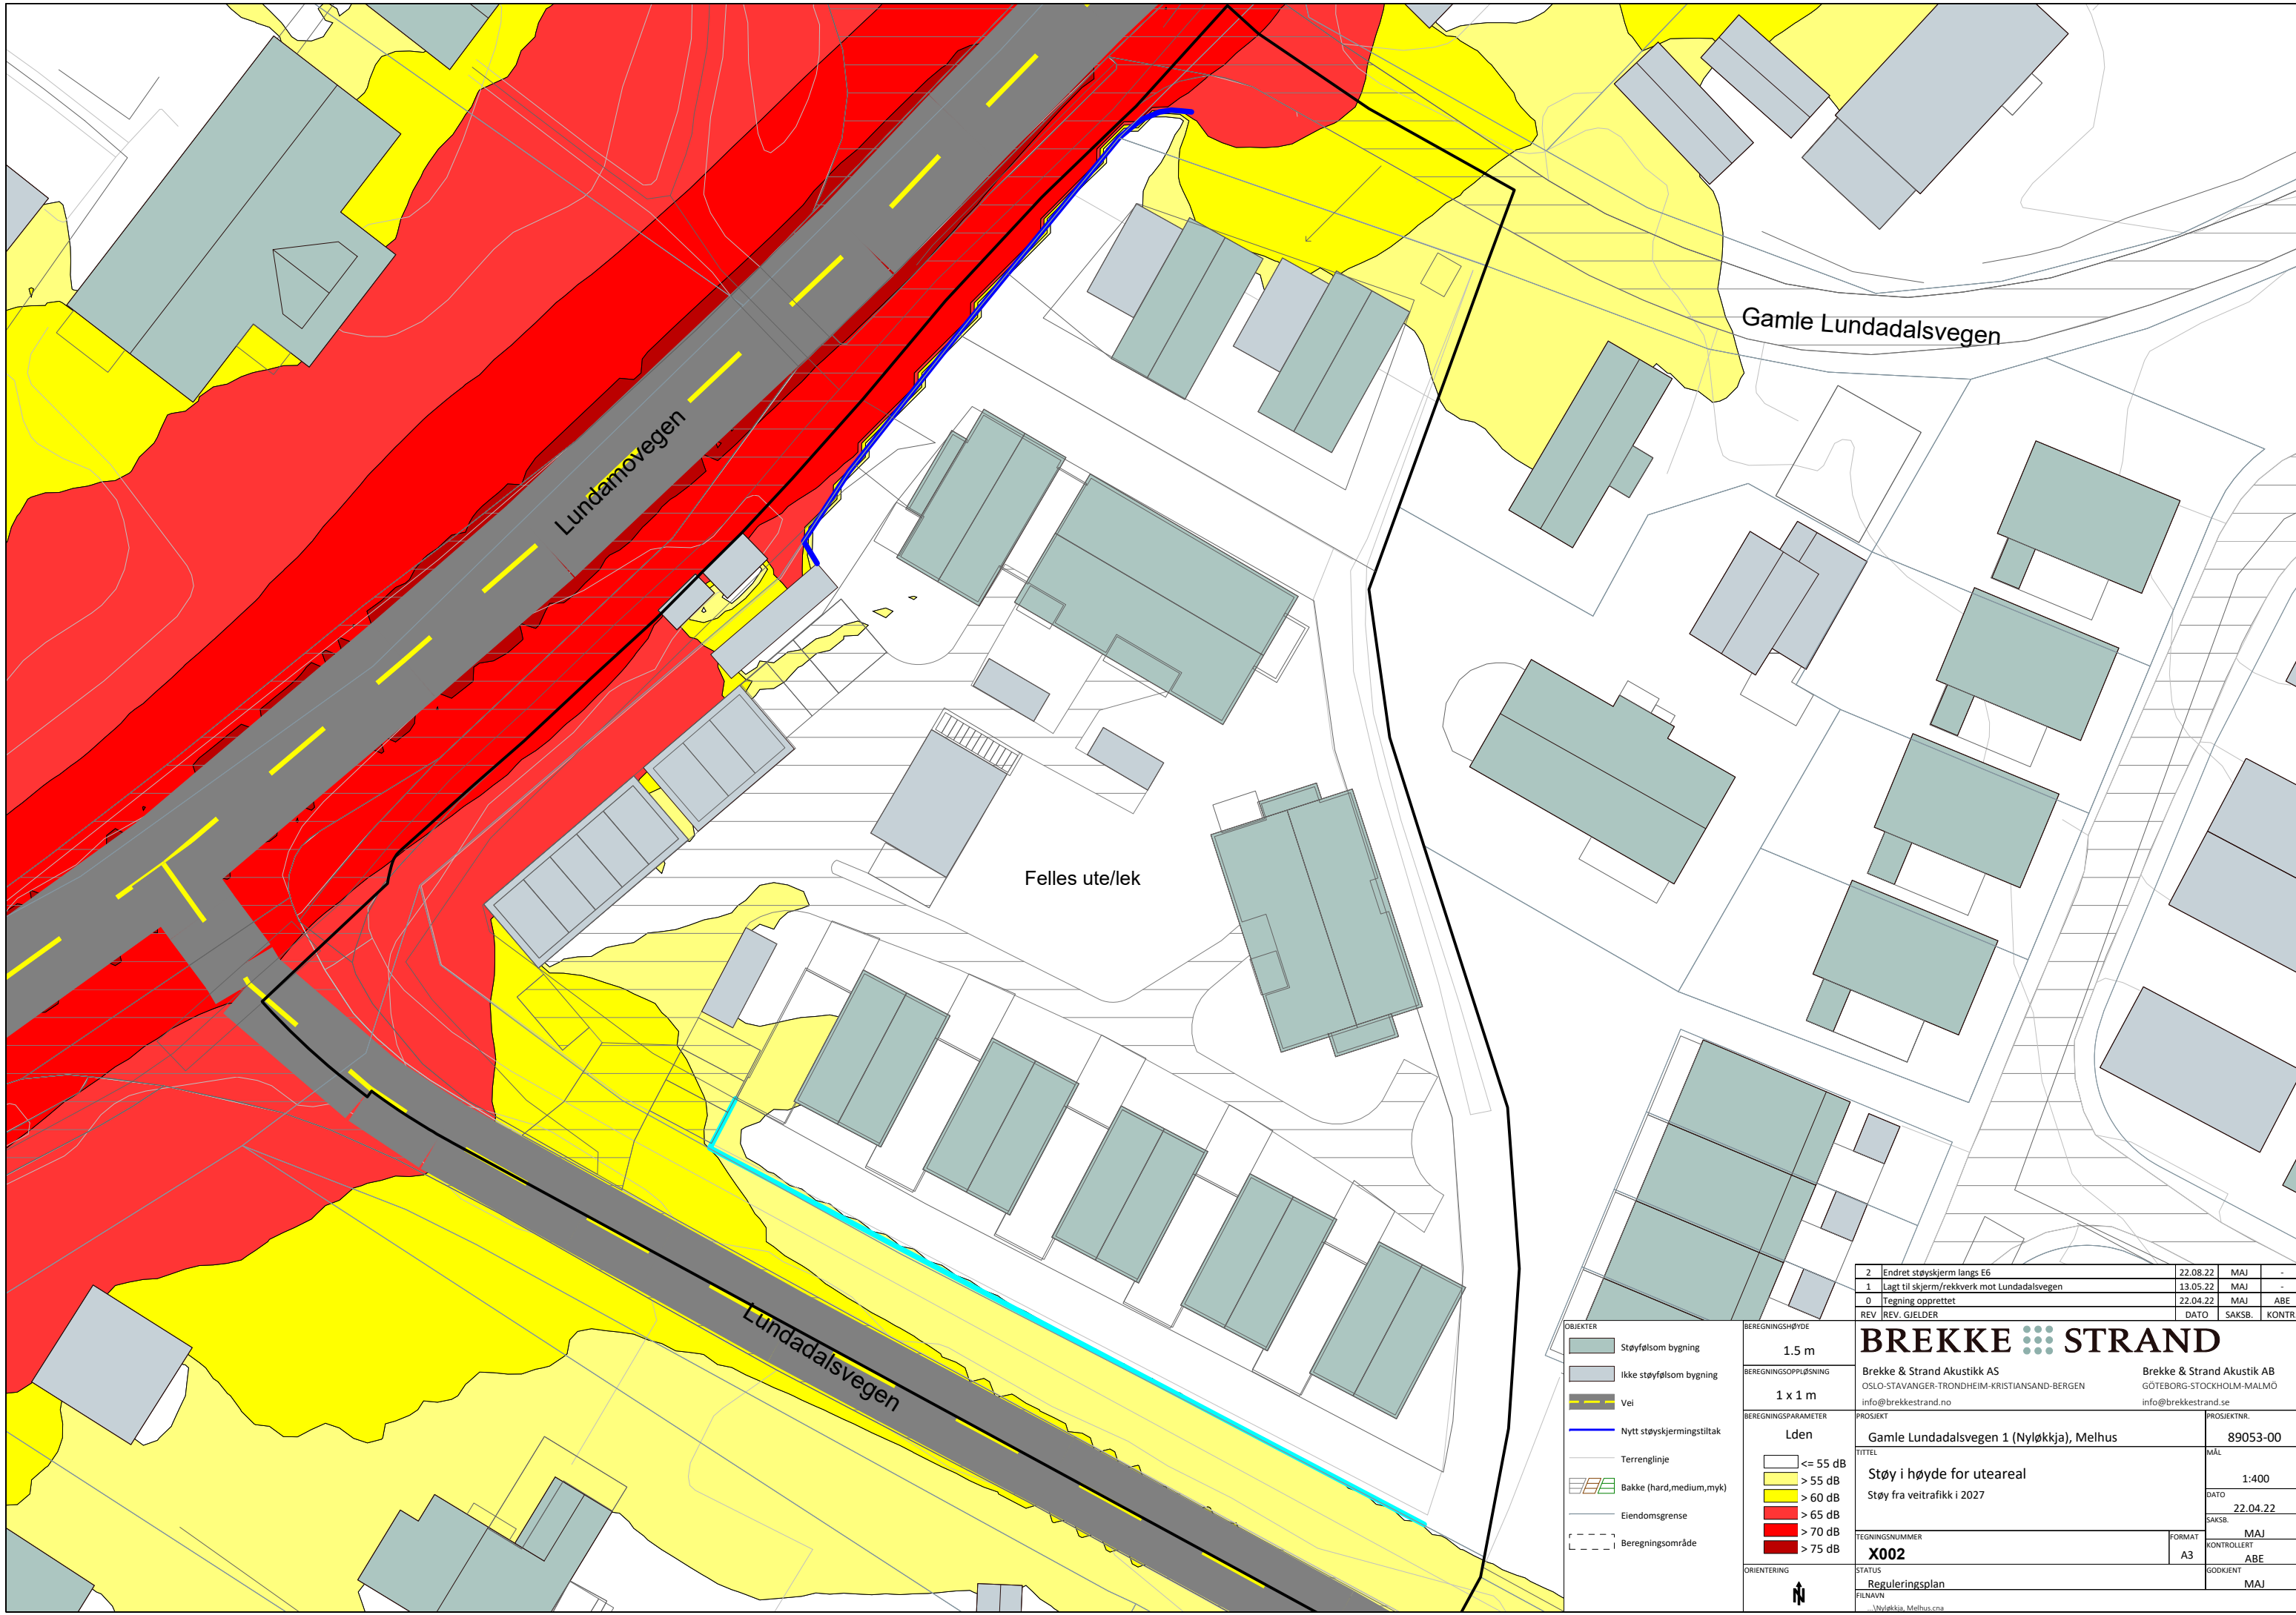 Gamle Lundadalsvegen
Lundamovegen
Felles ute/lek
Lundadalsvegen
2 Endret støyskjerm langs E6 22.08.22 MAJ -
1 Lagt til skjerm/rekkverk mot Lundadalsvegen 13.05.22 MAJ -
0 Tegning opprettet 22.04.22 MAJ ABE
REV REV. GJELDER DATO SAKSB. KONTR.
OBJEKTER
Støyfølsom bygning
Ikke støyfølsom bygning
Vei
Nytt støyskjermingstiltak
Terrenglinje
Bakke (hard,medium,myk)
Eiendomsgrense
Beregningsområde
BEREGNINGSHØYDE
1.5 m
BEREGNINGSOPPLØSNING
1 x 1 m
BEREGNINGSPARAMETER
Lden
<= 55 dB
> 55 dB
> 60 dB
> 65 dB
> 70 dB
> 75 dB
ORIENTERING
N
BREKKE STRAND
Brekke & Strand Akustikk AS
OSLO-STAVANGER-TRONDHEIM-KRISTIANSAND-BERGEN
info@brekkestrand.no
Brekke & Strand Akustik AB
GÖTEBORG-STOCKHOLM-MALMÖ
info@brekkestrand.se
PROSJEKT
Gamle Lundadalsvegen 1 (Nyløkkja), Melhus
PROSJEKTNR.
89053-00
TITTEL
Støy i høyde for uteareal
Støy fra veitrafikk i 2027
MÅL
1:400
DATO
22.04.22
SAKSB.
MAJ
TEGNINGSNUMMER
X002
FORMAT
A3
KONTROLLERT
ABE
STATUS
Reguleringsplan
GODKJENT
MAJ
FILNAVN
...\Nyløkkja, Melhus.cna